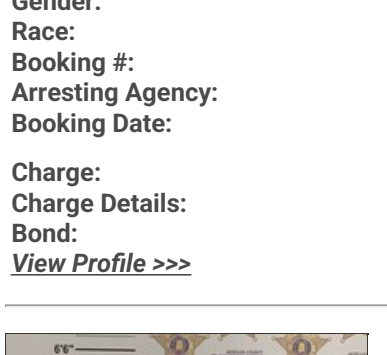 Gender:
Race:
Booking #:
Arresting Agency:
Booking Date:
Charge:
Charge Details:
Bond:
View Profile >>>
6'6"